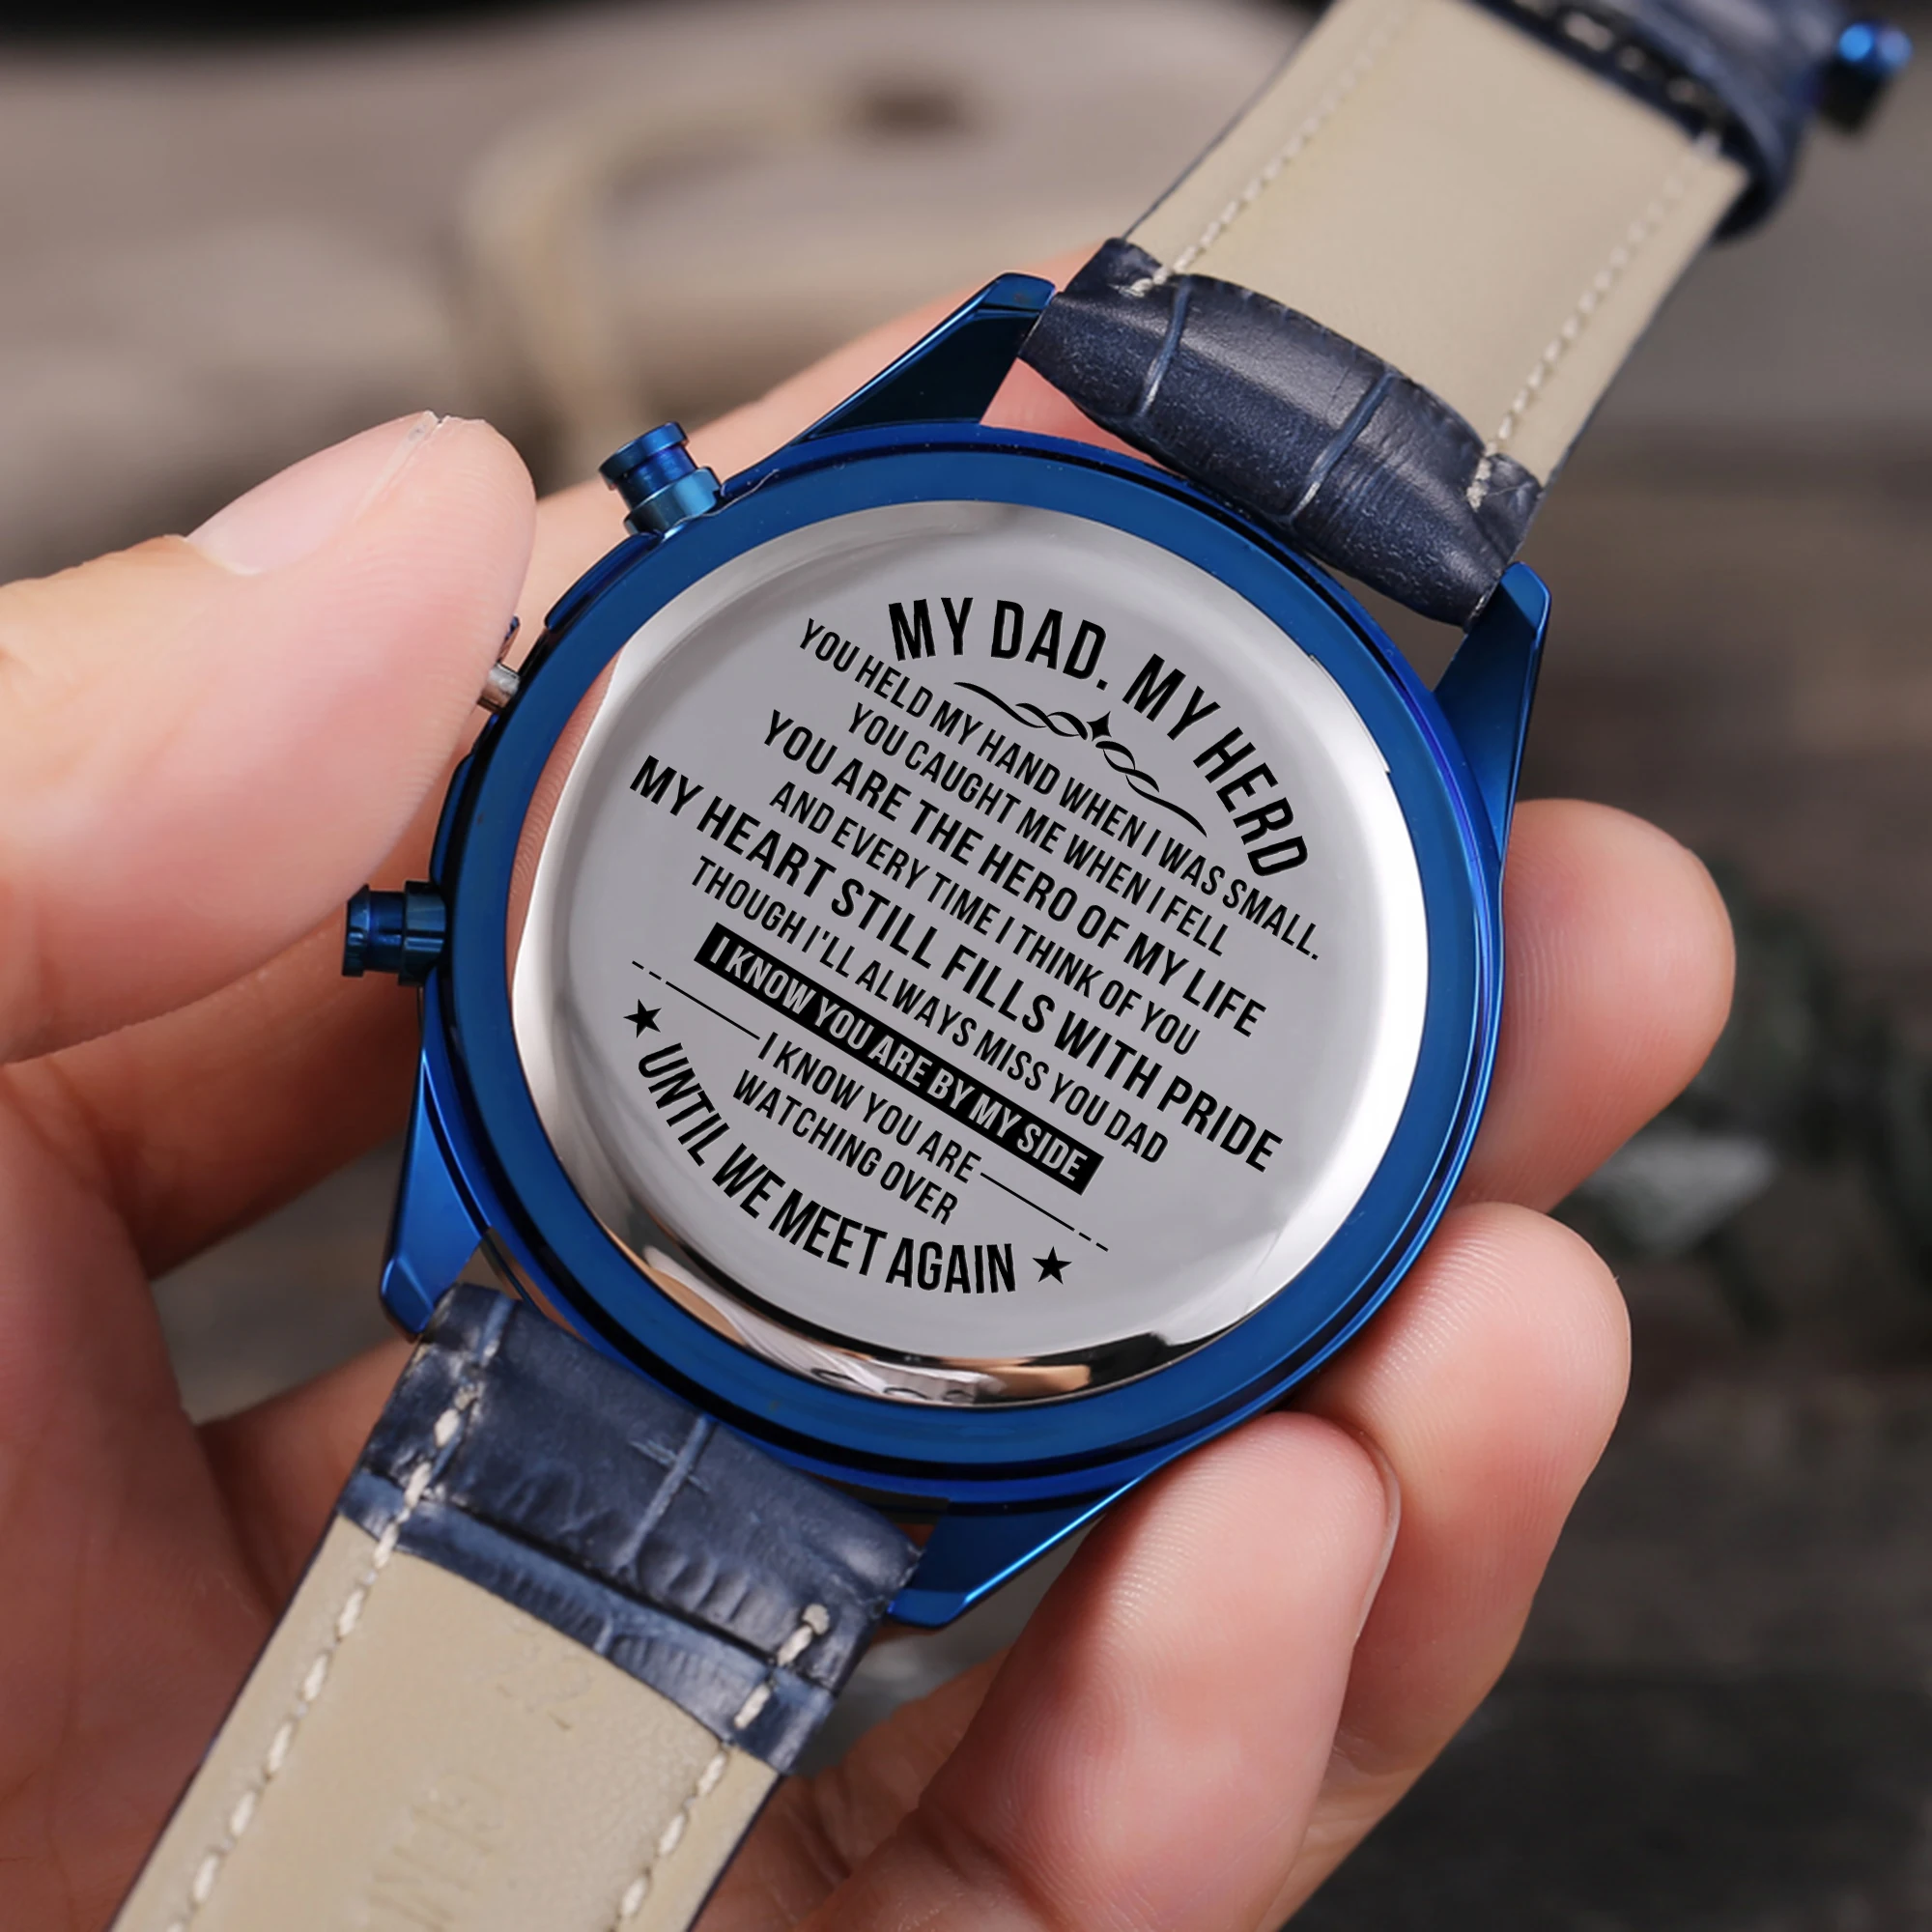 MY DAD. MY HERD
YOU HELD MY HAND WHEN I WAS SMALL.
YOU CAUGHT ME WHEN I FELL
YOU ARE THE HERO OF MY LIFE
AND EVERY TIME I THINK OF YOU
MY HEART STILL FILLS WITH PRIDE
THOUGH I'LL ALWAYS MISS YOU DAD
I KNOW YOU ARE BY MY SIDE
I KNOW YOU ARE
WATCHING OVER
UNTIL WE MEET AGAIN